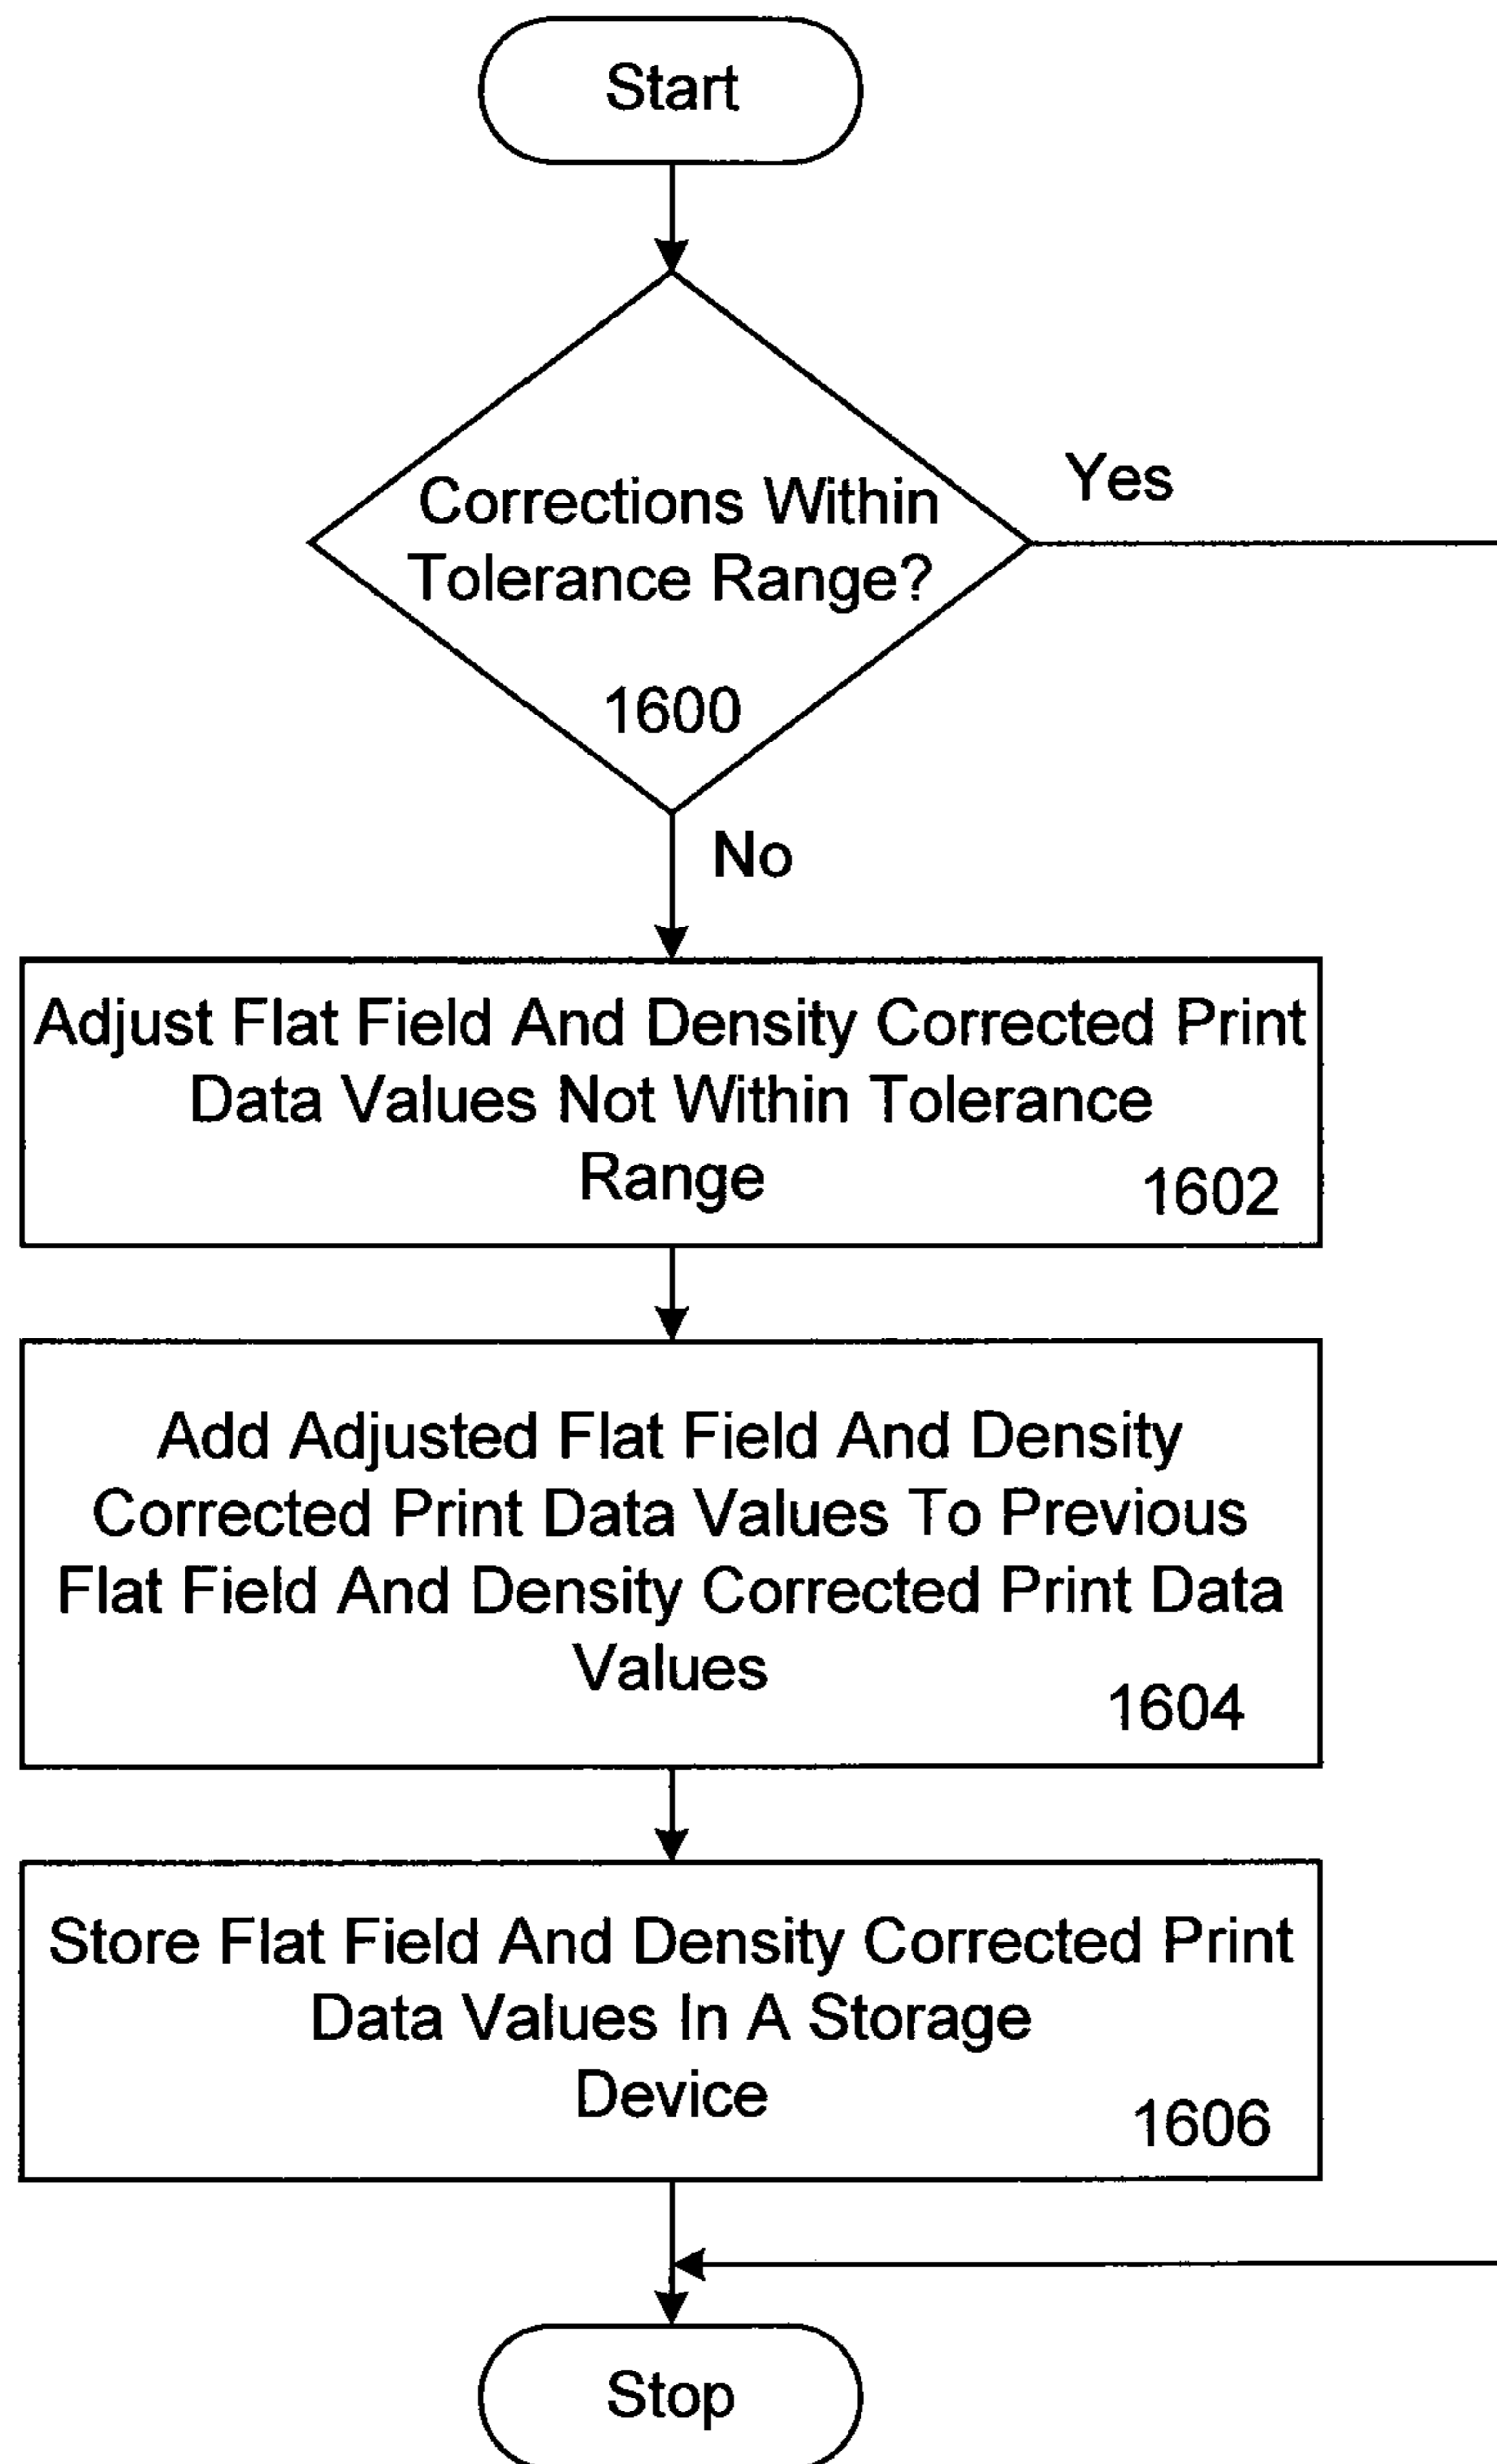 Start
Corrections Within
Tolerance Range?
1600
Yes
No
Adjust Flat Field And Density Corrected Print
Data Values Not Within Tolerance
Range
1602
Add Adjusted Flat Field And Density
Corrected Print Data Values To Previous
Flat Field And Density Corrected Print Data
Values
1604
Store Flat Field And Density Corrected Print
Data Values In A Storage
Device
1606
Stop